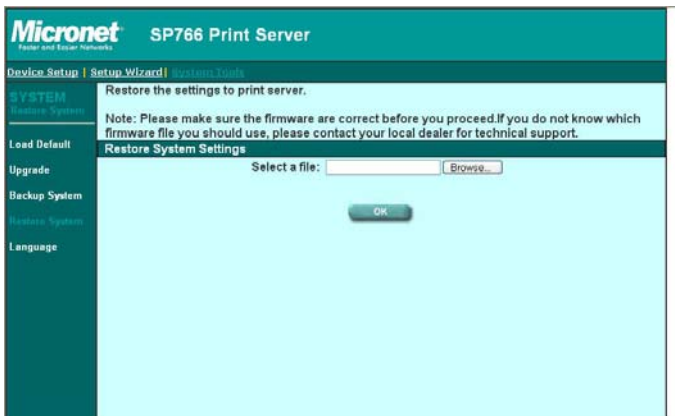 Micronet
Faster and Easier Networks
SP766 Print Server
Device Setup | Setup Wizard| System Tools
SYSTEM
Restore System
Load Default
Upgrade
Backup System
Restore System
Language
Restore the settings to print server.
Note: Please make sure the firmware are correct before you proceed.If you do not know which
firmware file you should use, please contact your local dealer for technical support.
Restore System Settings
Select a file:
Browse...
OK